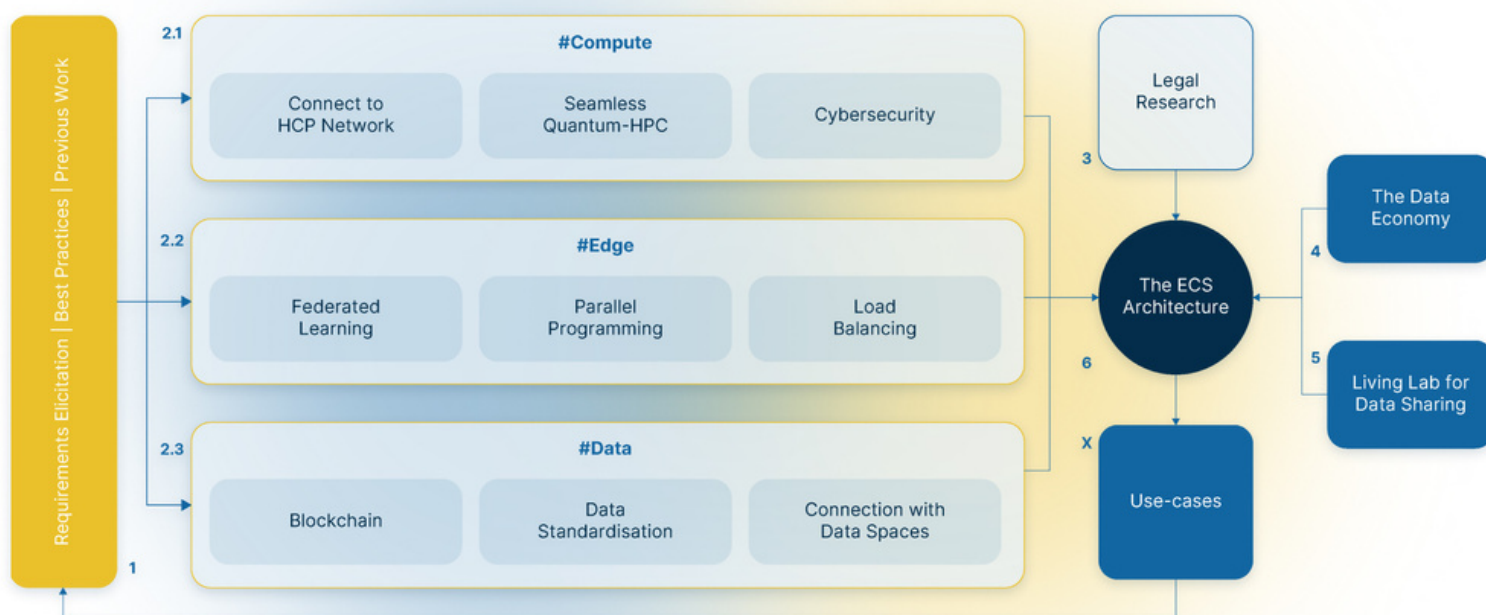 Requirements Elicitation | Best Practices | Previous Work
1
2.1
#Compute
Connect to
HCP Network
Seamless
Quantum-HPC
Cybersecurity
2.2
#Edge
Federated
Learning
Parallel
Programming
Load
Balancing
2.3
#Data
Blockchain
Data
Standardisation
Connection with
Data Spaces
Legal
Research
3
The ECS
Architecture
6
X
Use-cases
The Data
Economy
4
5
Living Lab for
Data Sharing